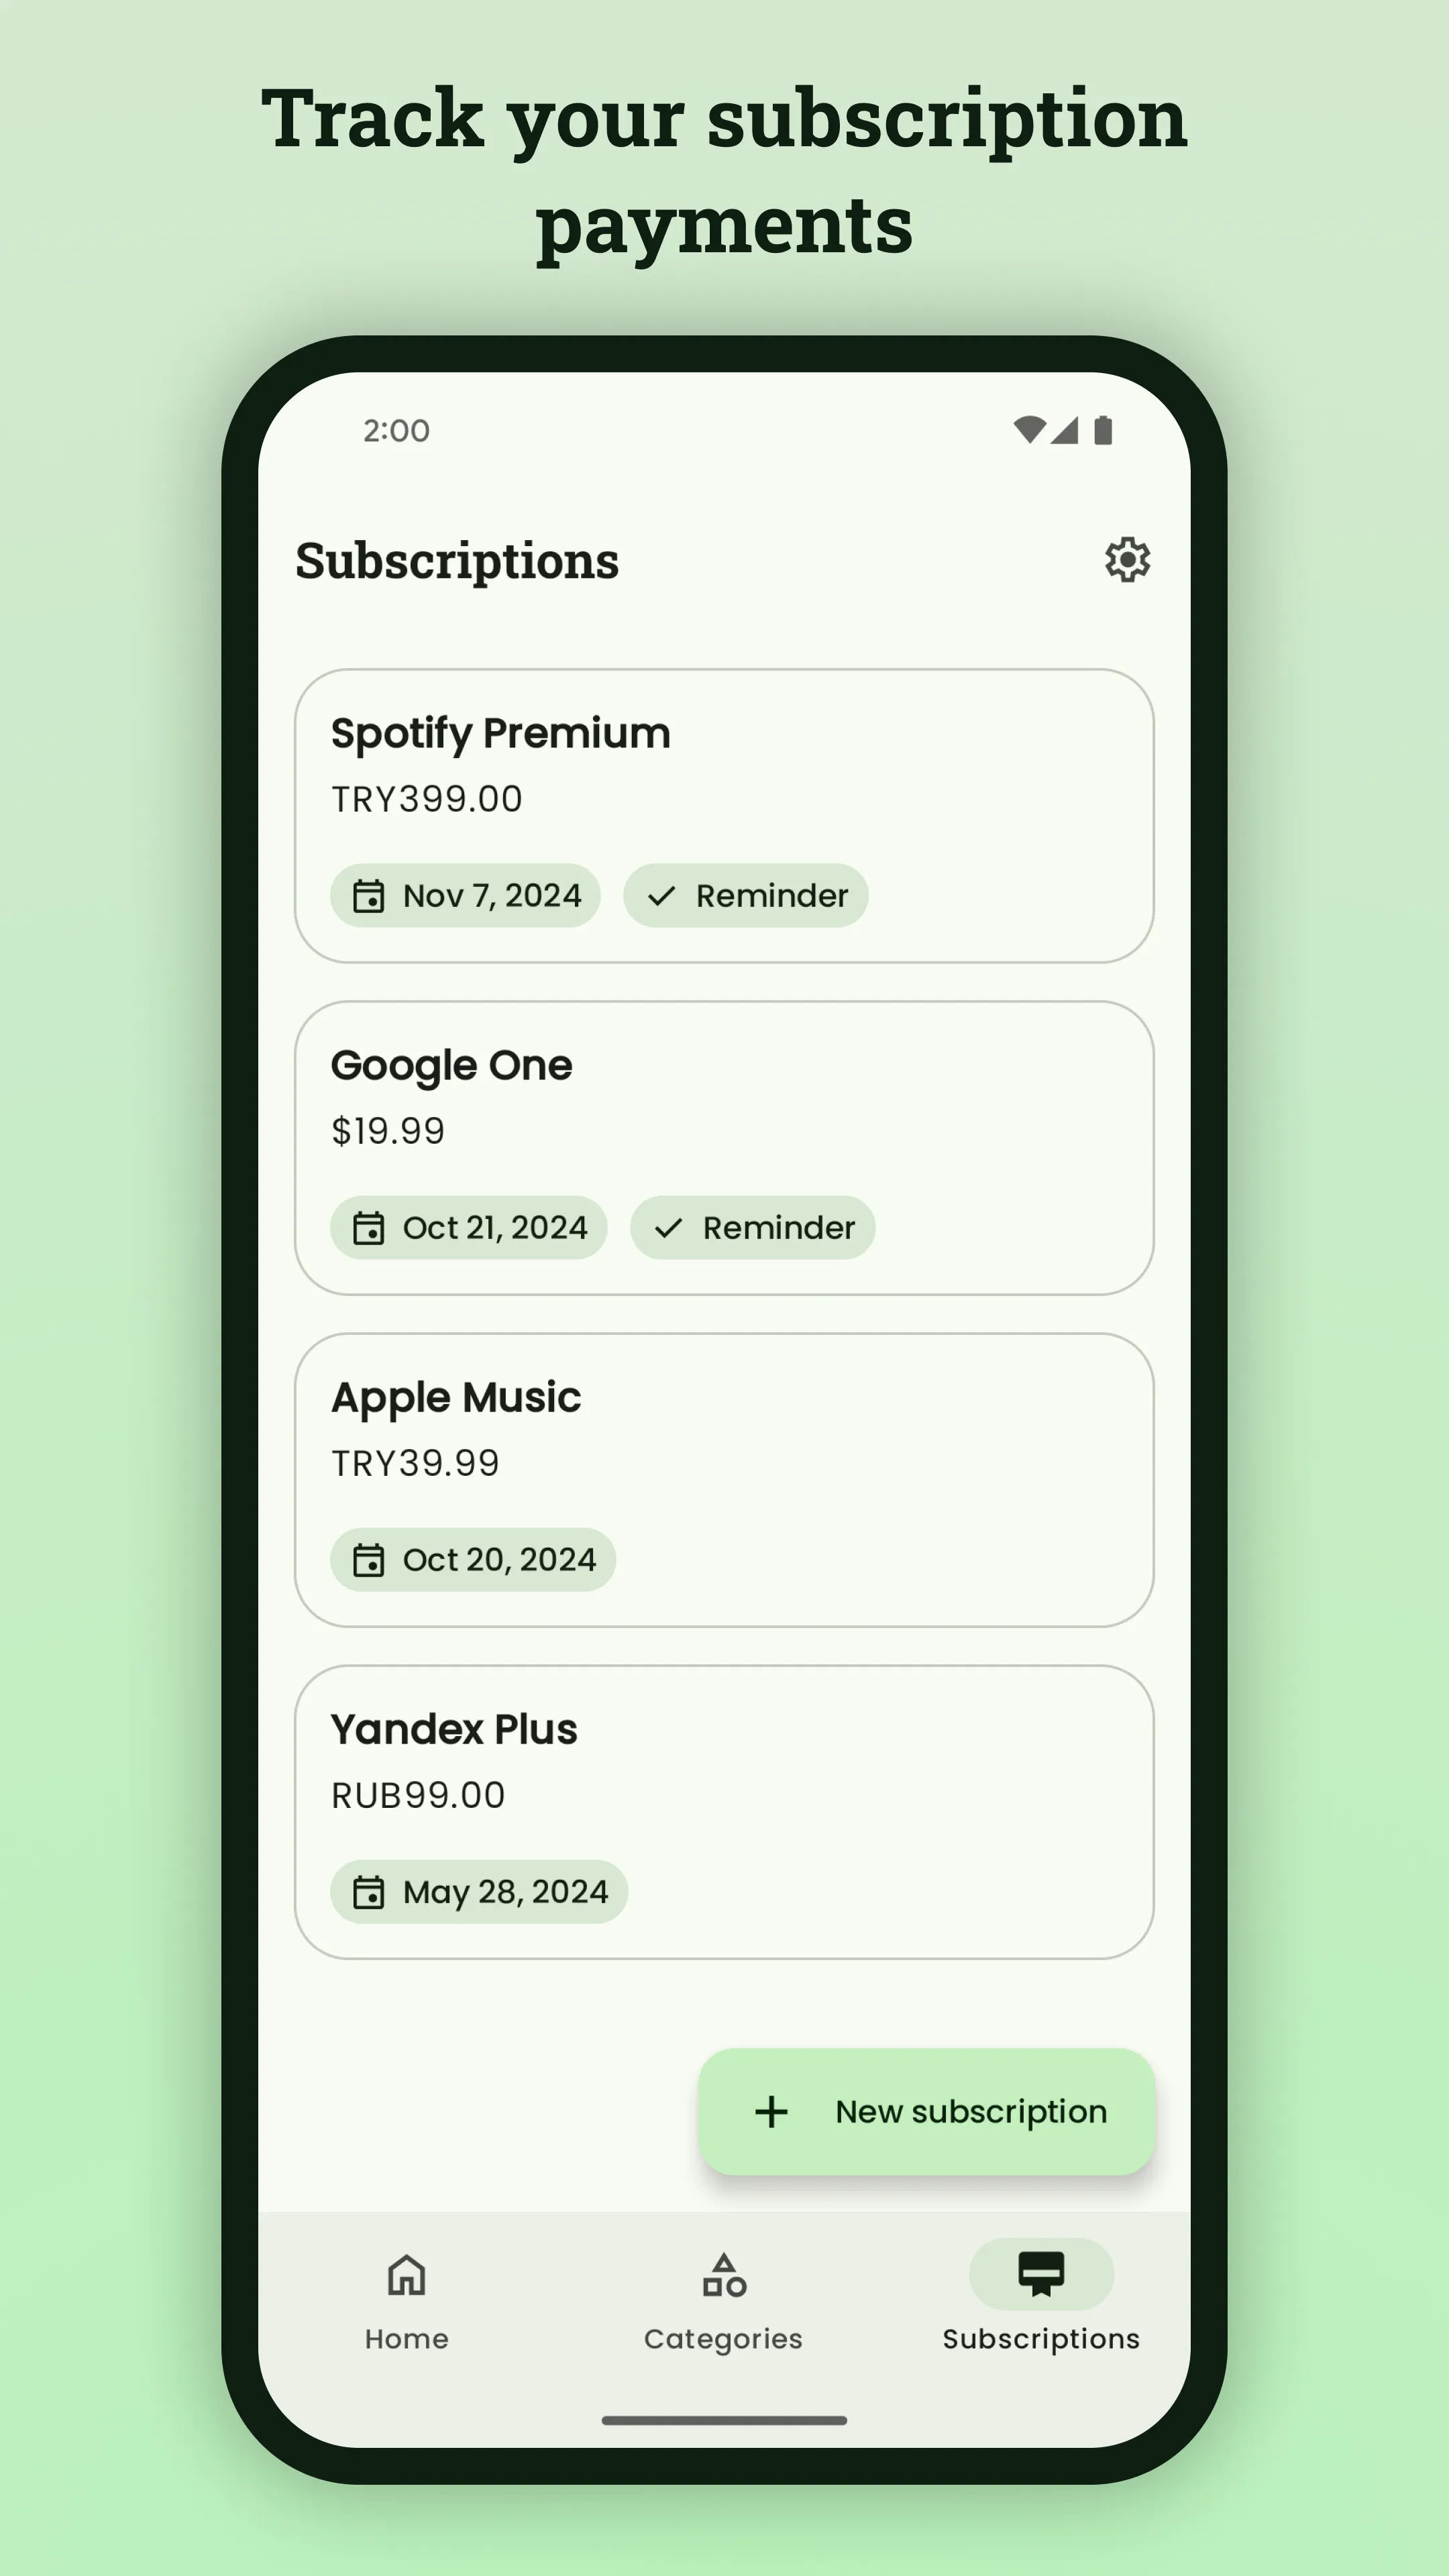 Track your subscription
payments
2:00
Subscriptions
Spotify Premium
TRY399.00
Nov 7, 2024
Reminder
Google One
$19.99
Oct 21, 2024
Reminder
Apple Music
TRY39.99
Oct 20, 2024
Yandex Plus
RUB99.00
May 28, 2024
New subscription
Home
Categories
Subscriptions